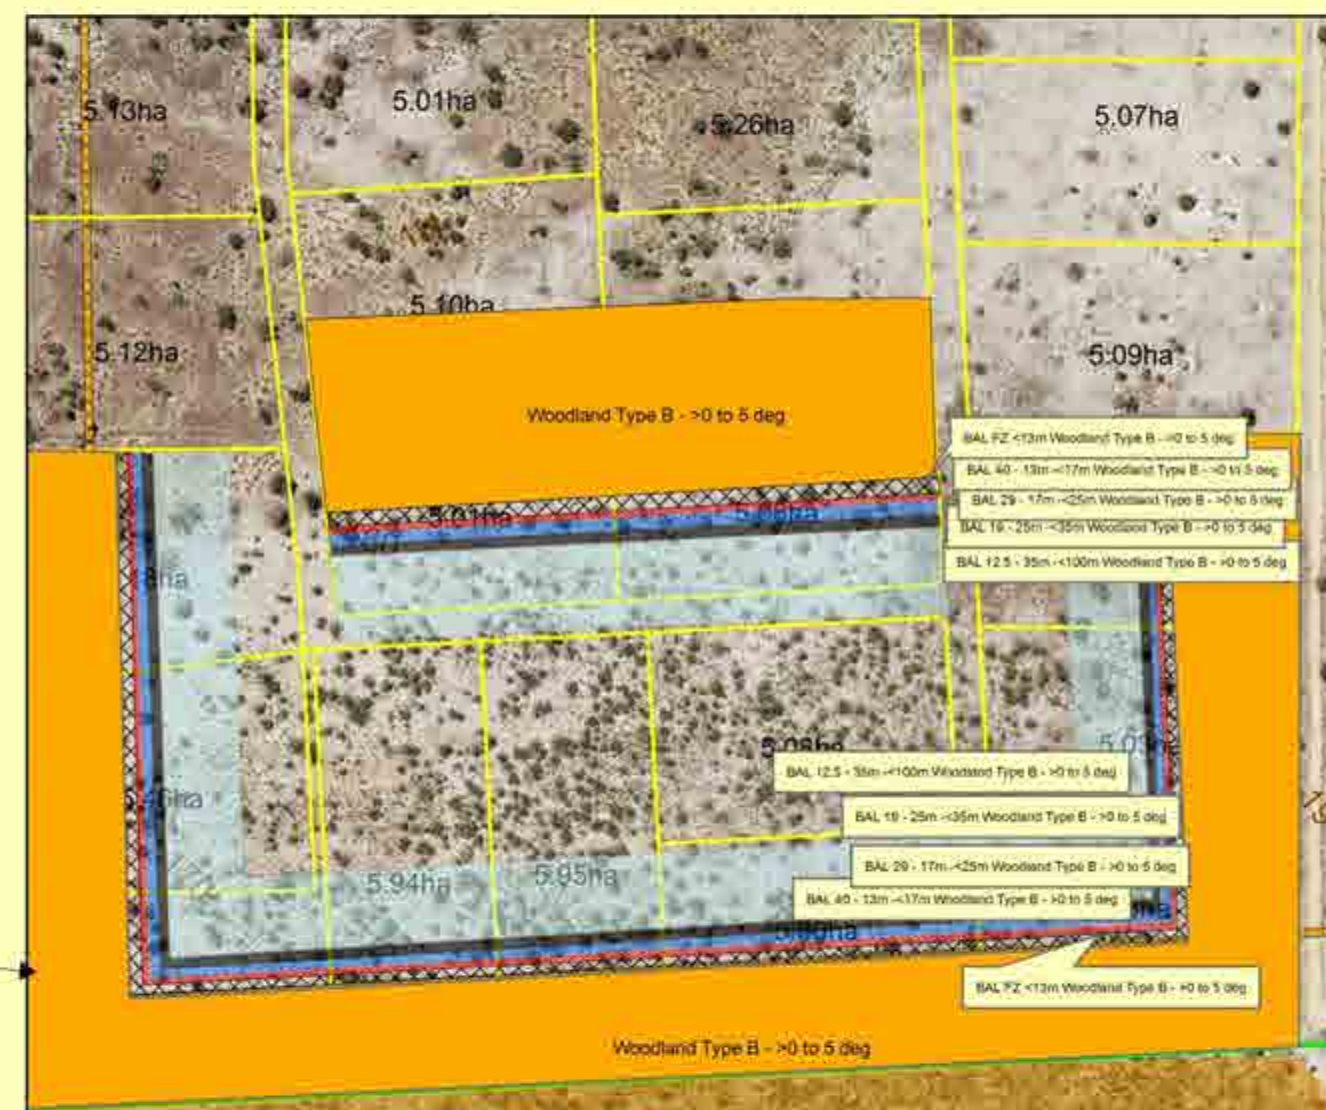 5.13ha
5.01ha
5.26ha
5.07ha
5.10ha
5.12ha
5.09ha
Woodland Type B - >0 to 5 deg
BAL FZ <13m Woodland Type B - >0 to 5 deg
BAL 40 - 13m -<17m Woodland Type B - >0 to 5 deg
BAL 29 - 17m -<25m Woodland Type B - >0 to 5 deg
5.01ha
BAL 19 - 25m -<35m Woodland Type B - >0 to 5 deg
BAL 12.5 - 35m -<100m Woodland Type B - >0 to 5 deg
8ha
5.08ha
BAL 12.5 - 35m -<100m Woodland Type B - >0 to 5 deg
BAL 19 - 25m -<35m Woodland Type B - >0 to 5 deg
BAL 29 - 17m -<25m Woodland Type B - >0 to 5 deg
5.94ha
5.95ha
BAL 40 - 13m -<17m Woodland Type B - >0 to 5 deg
BAL FZ <13m Woodland Type B - >0 to 5 deg
Woodland Type B - >0 to 5 deg